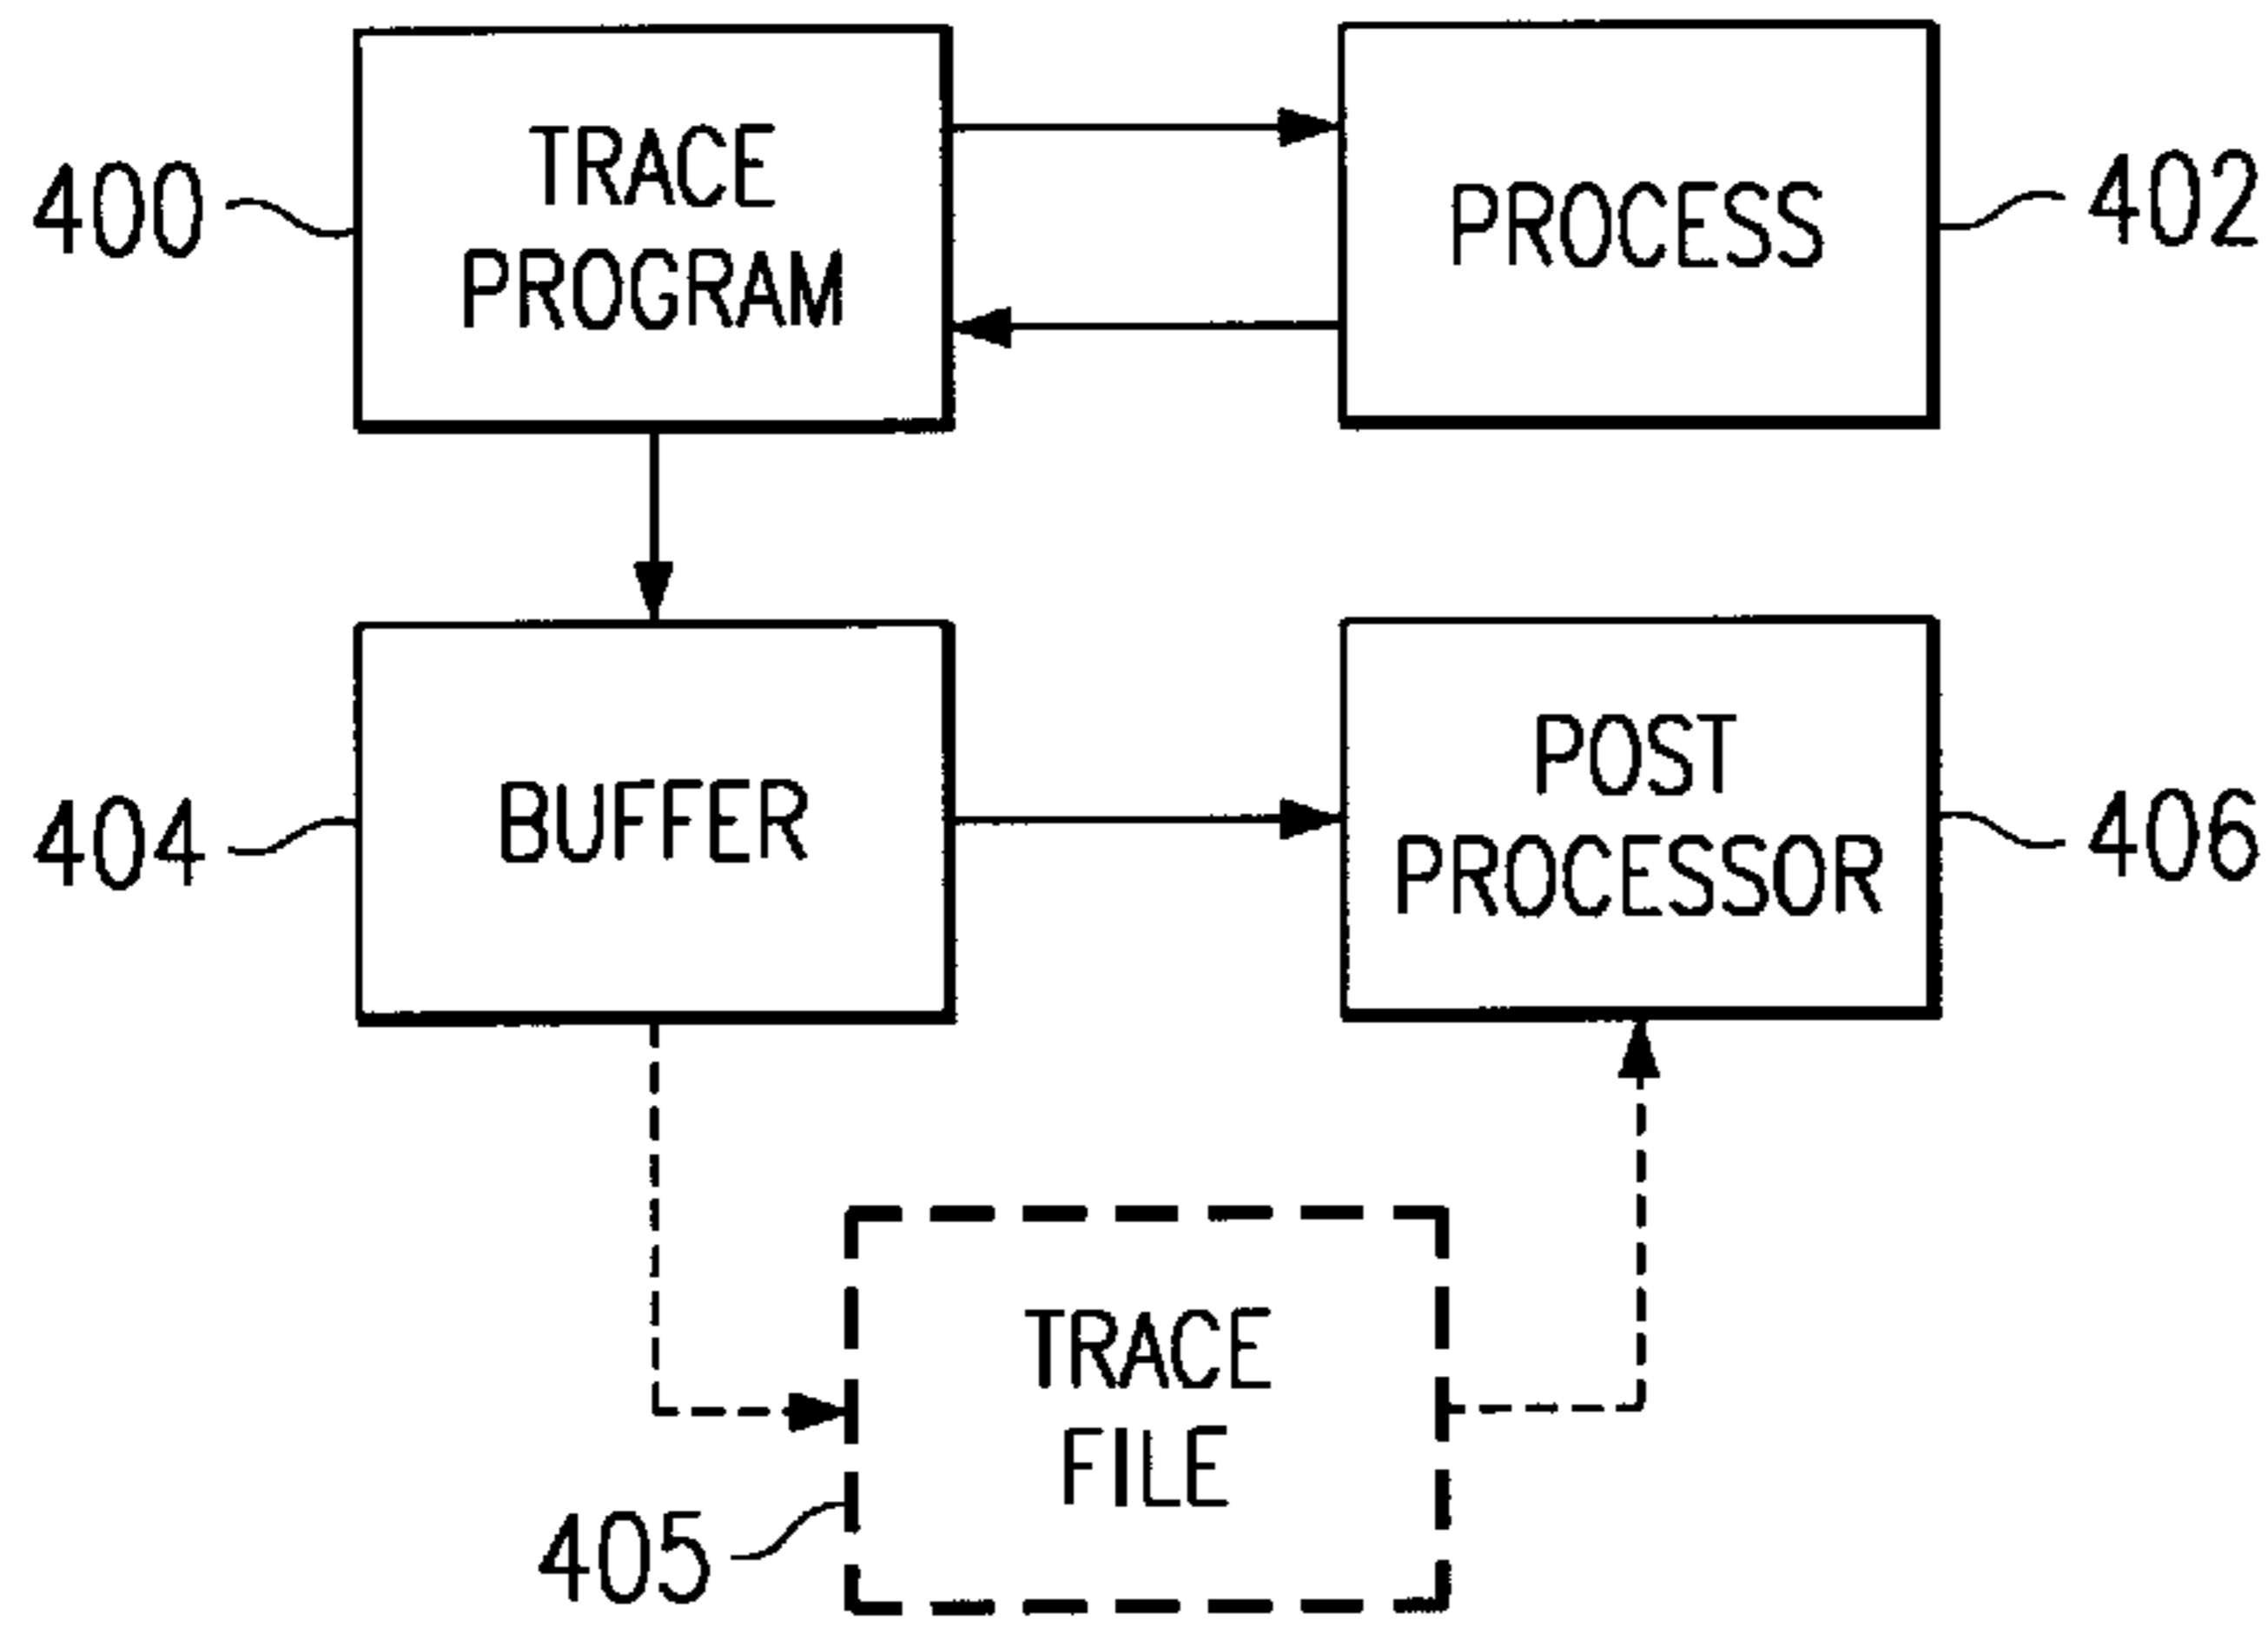 TRACE
PROGRAM
400
PROCESS
402
BUFFER
404
POST
PROCESSOR
406
TRACE
FILE
405